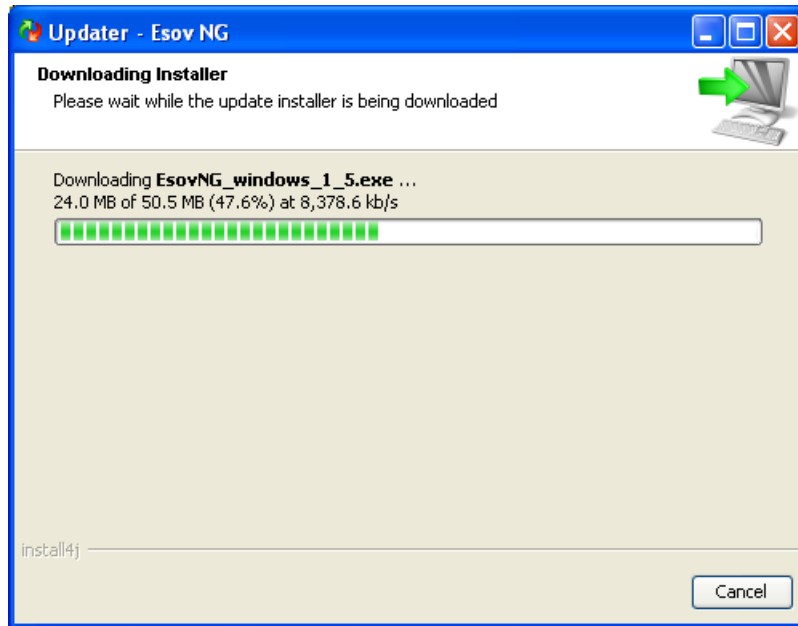 Updater - Esov NG
Downloading Installer
Please wait while the update installer is being downloaded
Downloading EsovNG_windows_1_5.exe ...
24.0 MB of 50.5 MB (47.6%) at 8,378.6 kb/s
install4j
Cancel